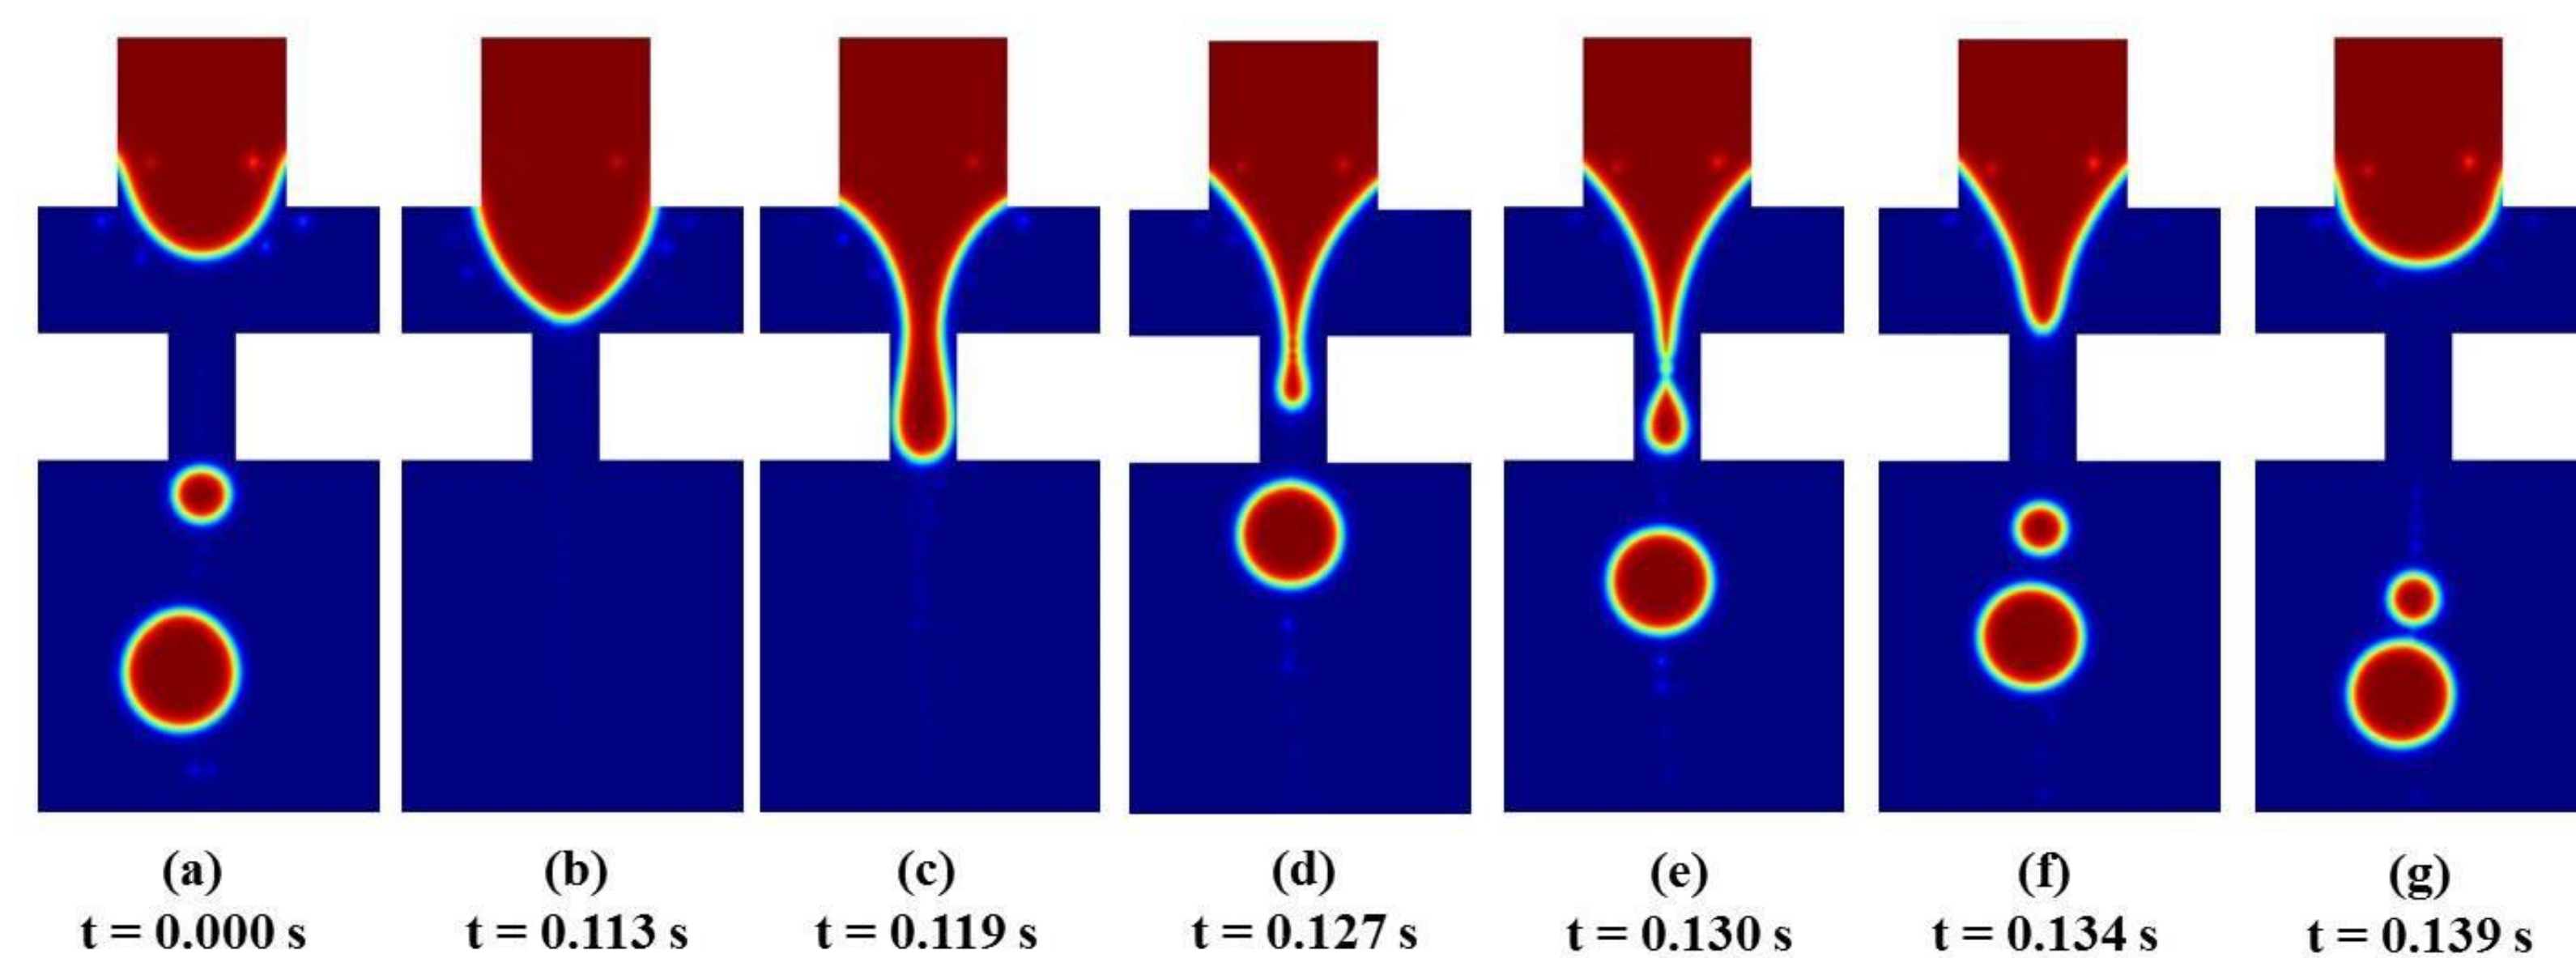 (a) (b) (c) (d) (e) (f) (g)
t = 0.000 s t = 0.113 s t = 0.119 s t = 0.127 s t = 0.130 s t = 0.134 s t = 0.139 s